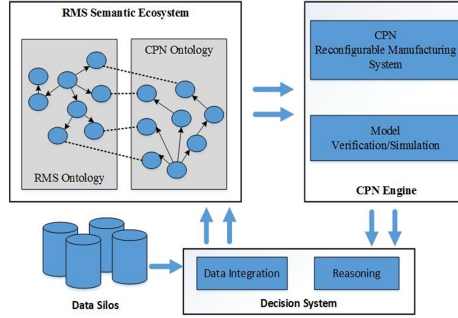 RMS Semantic Ecosystem
CPN Ontology
RMS Ontology
CPN
Reconfigurable Manufacturing
System
Model
Verification/Simulation
CPN Engine
Data Silos
Data Integration
Reasoning
Decision System